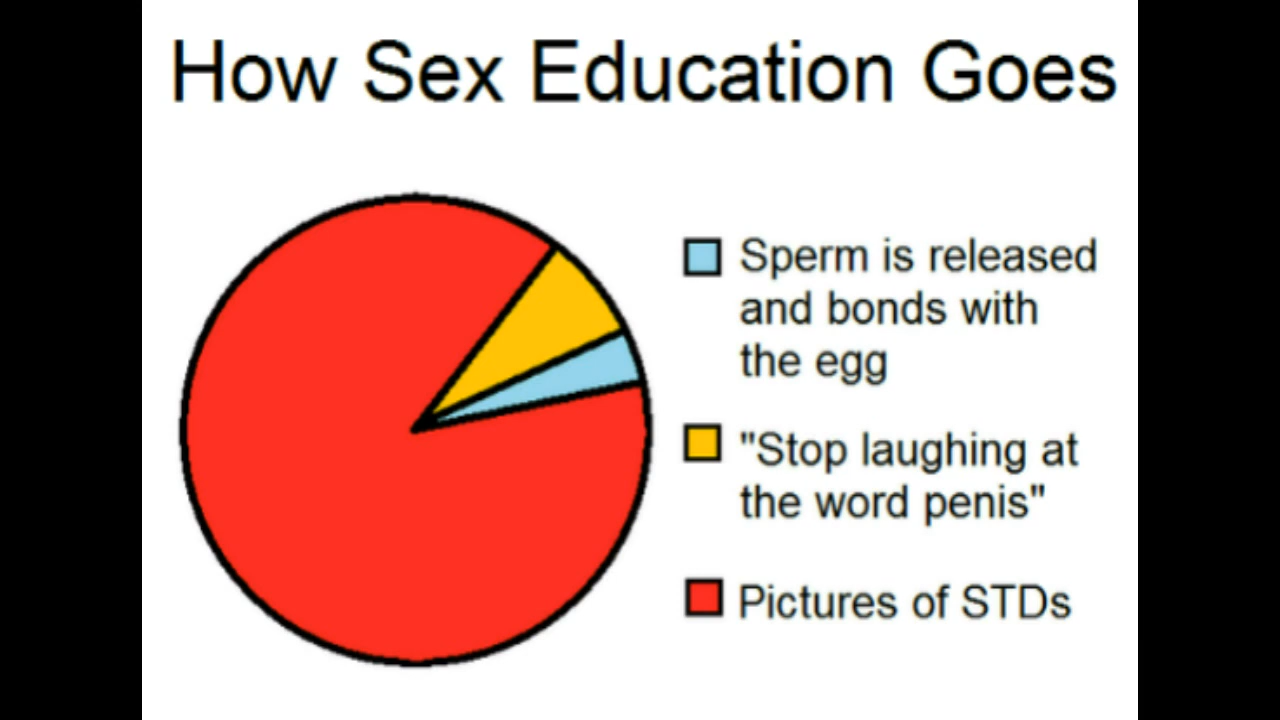 How Sex Education Goes
Sperm is released
and bonds with
the egg
"Stop laughing at
the word penis"
Pictures of STDs